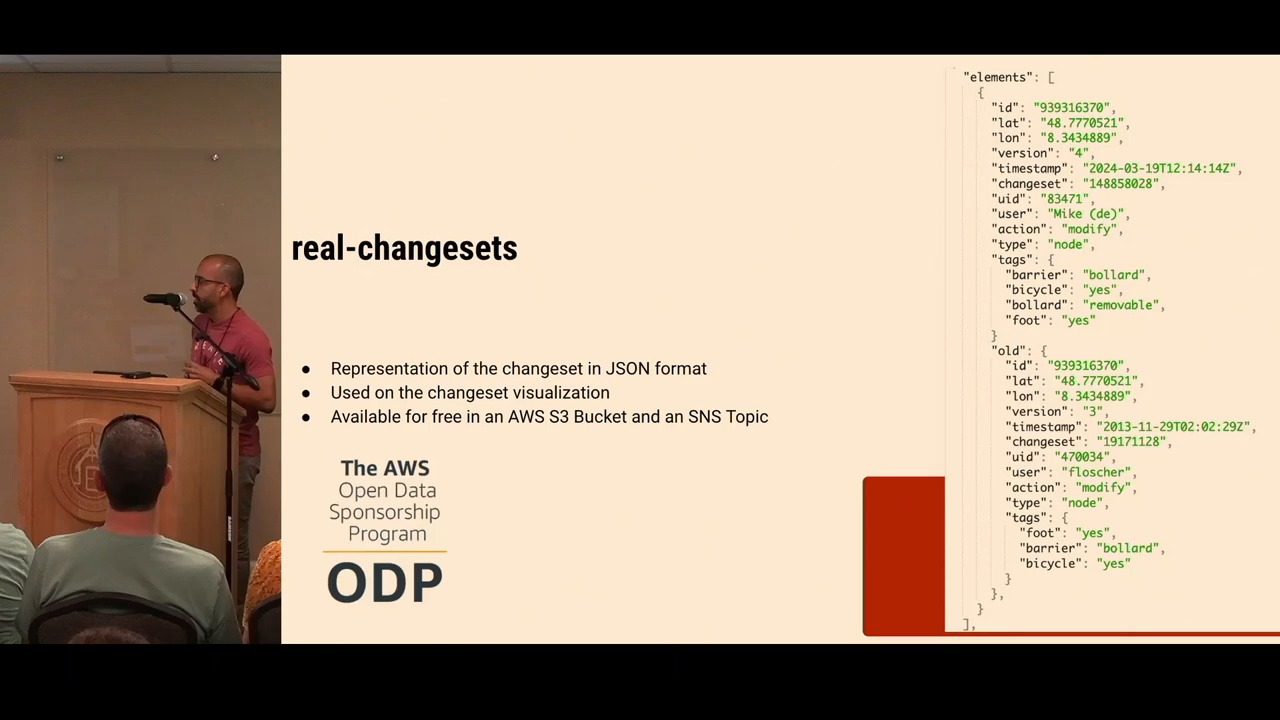 real-changesets
● Representation of the changeset in JSON format
● Used on the changeset visualization
● Available for free in an AWS S3 Bucket and an SNS Topic
The AWS
Open Data
Sponsorship
Program
ODP
"elements": [
{
"id": "939316370",
"lat": "48.7770521",
"lon": "8.3434889",
"version": "4",
"timestamp": "2024-03-19T12:14:14Z",
"changeset": "148858028",
"uid": "83471",
"user": "Mike (de)",
"action": "modify",
"type": "node",
"tags": {
"barrier": "bollard",
"bicycle": "yes",
"bollard": "removable",
"foot": "yes"
}
"old": {
"id": "939316370",
"lat": "48.7770521",
"lon": "8.3434889",
"version": "3",
"timestamp": "2013-11-29T02:02:29Z",
"changeset": "19171128",
"uid": "470034",
"user": "floscher",
"action": "modify",
"type": "node",
"tags": {
"foot": "yes",
"barrier": "bollard",
"bicycle": "yes"
}
},
}
],